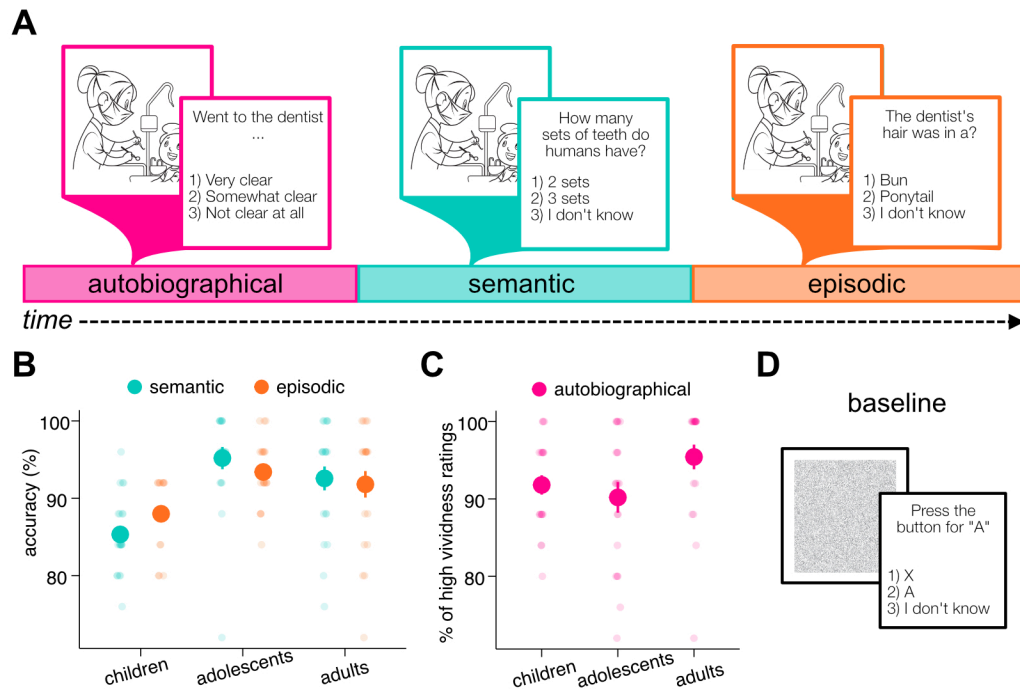 A
Went to the dentist
...
1) Very clear
2) Somewhat clear
3) Not clear at all
How many
sets of teeth do
humans have?
1) 2 sets
2) 3 sets
3) I don't know
The dentist's
hair was in a?
1) Bun
2) Ponytail
3) I don't know
autobiographical
semantic
episodic
time
B
semantic
episodic
accuracy (%)
100
90
80
children
adolescents
adults
C
autobiographical
% of high vividness ratings
100
90
80
children
adolescents
adults
D
baseline
Press the
button for "A"
1) X
2) A
3) I don't know